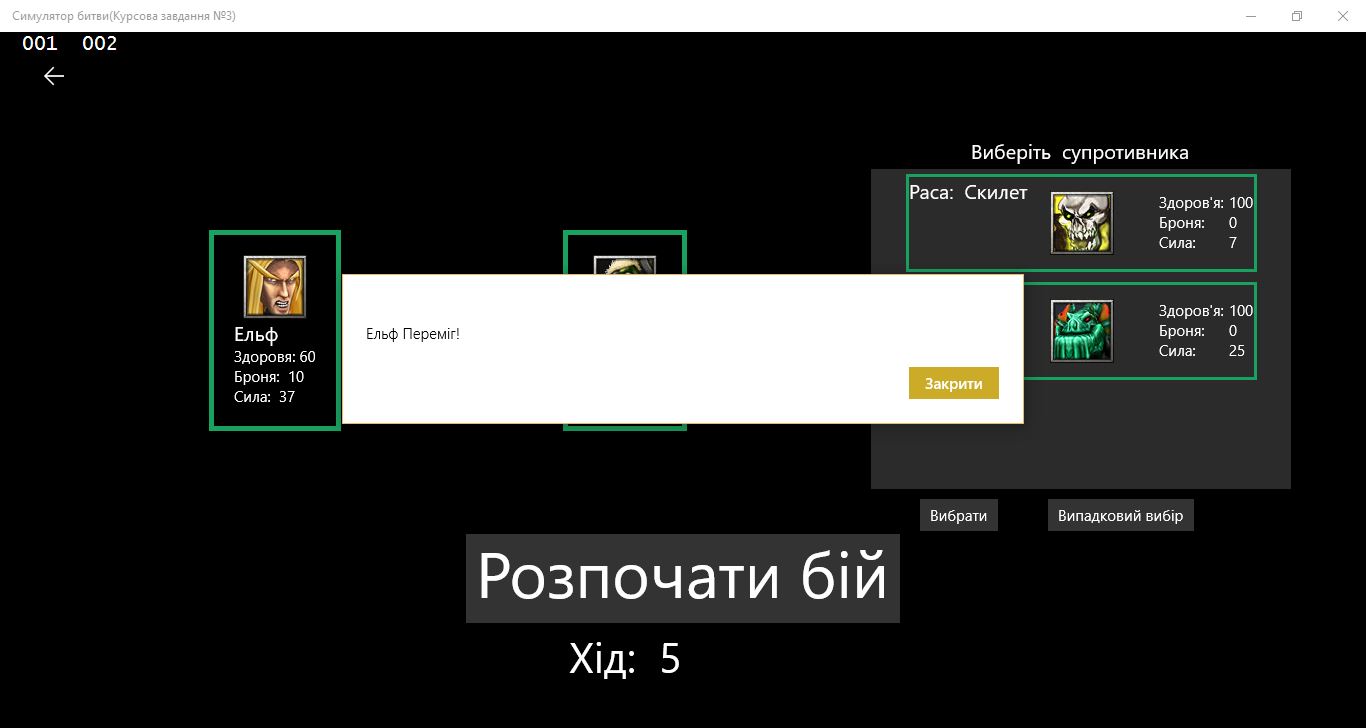 Симулятор битви(Курсова завдання №3)
001 002
Виберіть супротивника
Раса: Скилет
Здоров'я: 100
Броня: 0
Сила: 7
Здоров'я: 100
Броня: 0
Сила: 25
Ельф
Здоровя: 60
Броня: 10
Сила: 37
Ельф Переміг!
Закрити
Вибрати
Випадковий вибір
Розпочати бій
Хід: 5